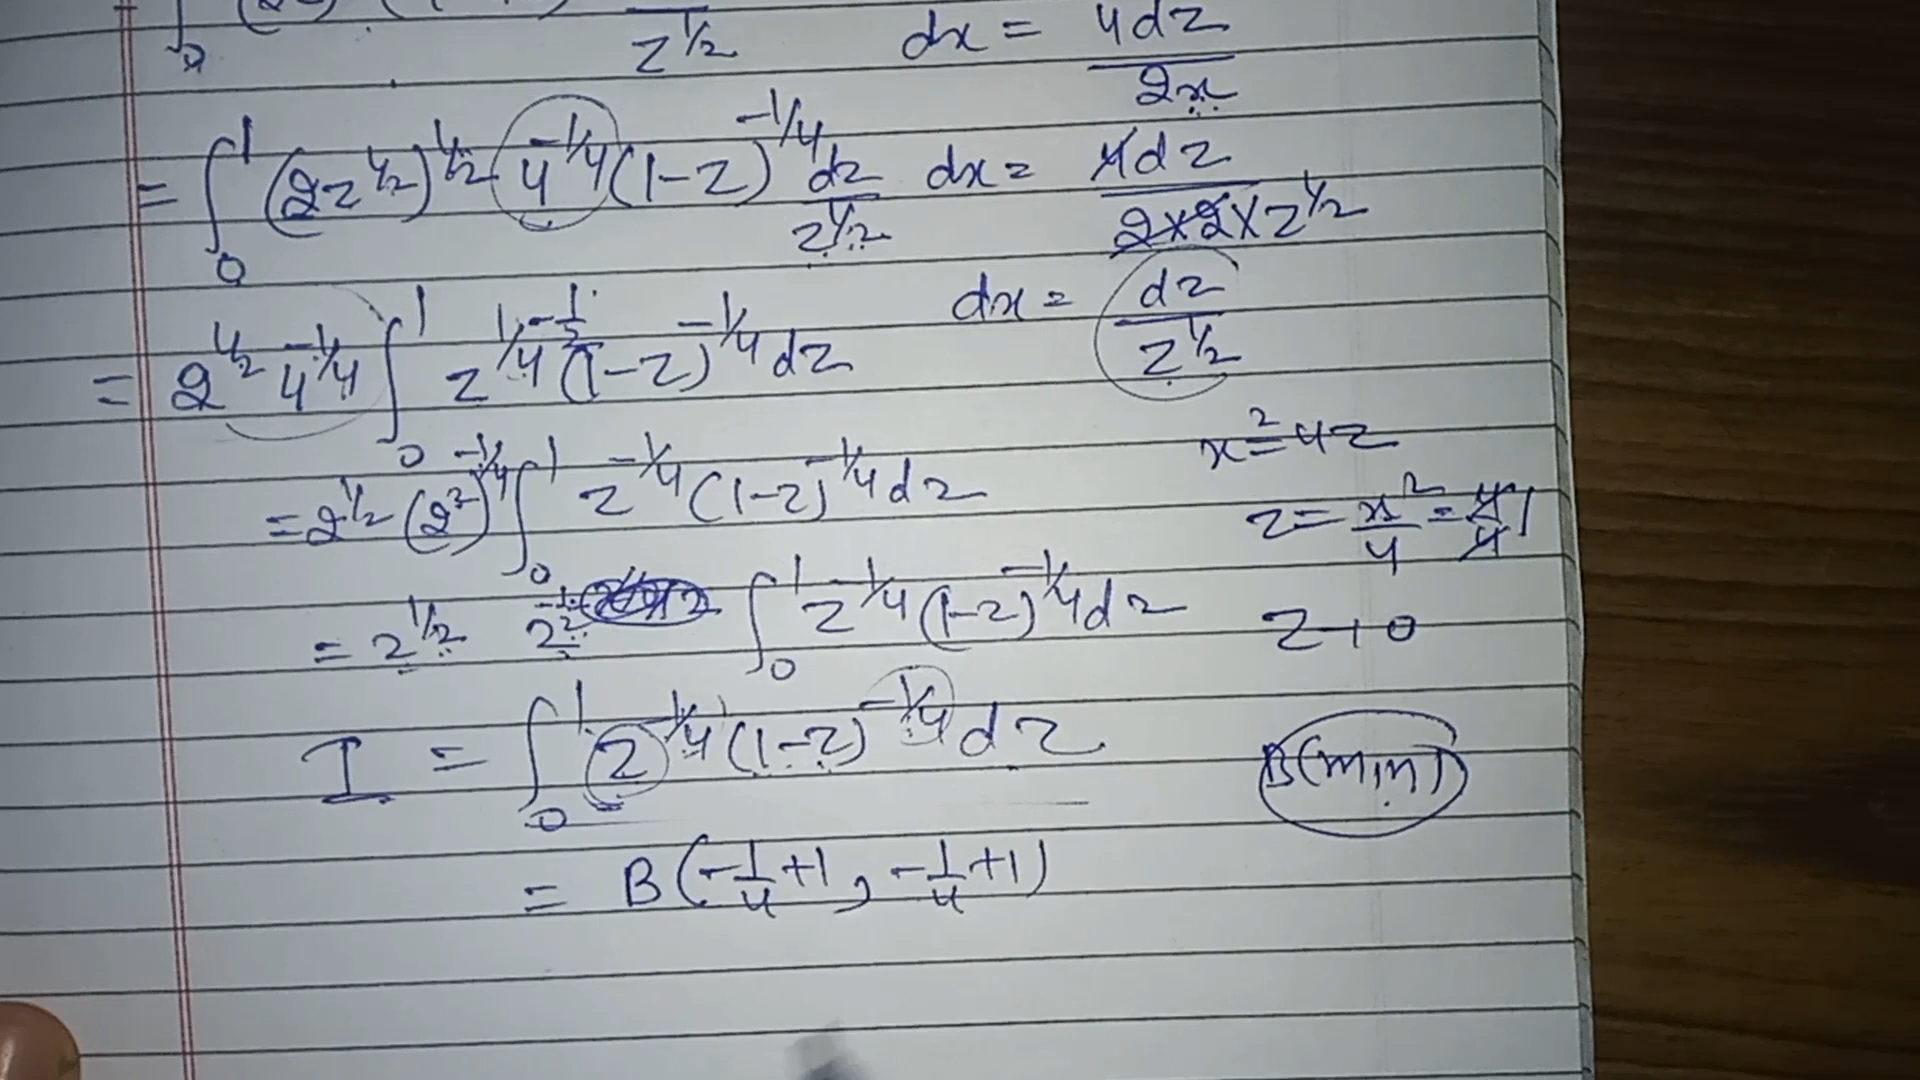 z^{1/2} dx = 4dz/2x
= ∫_0^1 (2z^{1/2})^{1/2} 4^{-1/4} (1-z)^{-1/4} dz/z^{1/2} dx = 4dz/(2×2×z^{1/2})
dx = dz/z^{1/2}
= 2^{1/2} 4^{-1/4} ∫_0^1 z^{1/4-1/2} (1-z)^{-1/4} dz
x^2 = 4z
= 2^{1/2} (2^2)^{-1/4} ∫_0^1 z^{-1/4} (1-z)^{-1/4} dz
z = x^2/4 = 4/4 1
= 2^{1/2} 2^{-1/2} ∫_0^1 z^{-1/4} (1-z)^{-1/4} dz
z→0
I = ∫_0^1 z^{-1/4} (1-z)^{-1/4} dz
B(m,n)
= B(-1/4+1, -1/4+1)